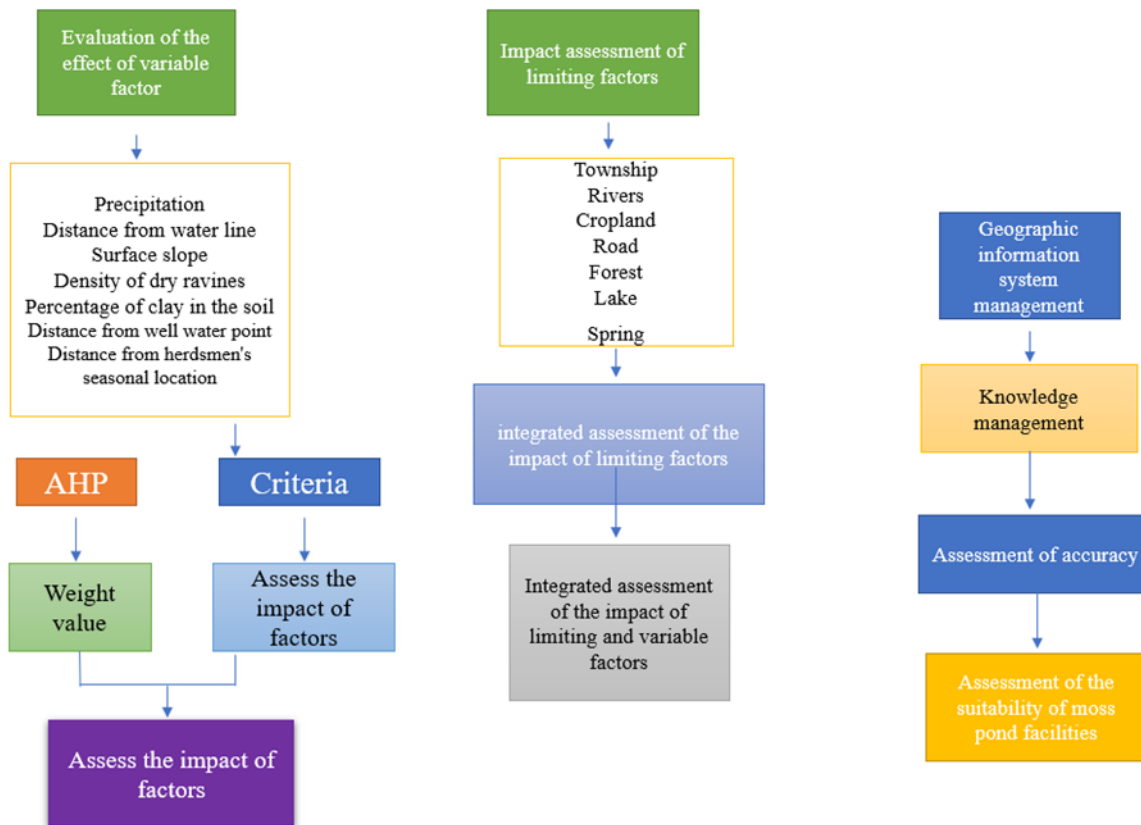 Evaluation of the
effect of variable
factor
Precipitation
Distance from water line
Surface slope
Density of dry ravines
Percentage of clay in the soil
Distance from well water point
Distance from herdsmen's
seasonal location
AHP
Criteria
Weight
value
Assess the
impact of
factors
Assess the impact of
factors
Impact assessment of
limiting factors
Township
Rivers
Cropland
Road
Forest
Lake
Spring
integrated assessment of the
impact of limiting factors
Integrated assessment
of the impact of
limiting and variable
factors
Geographic
information
system
management
Knowledge
management
Assessment of accuracy
Assessment of the
suitability of moss
pond facilities